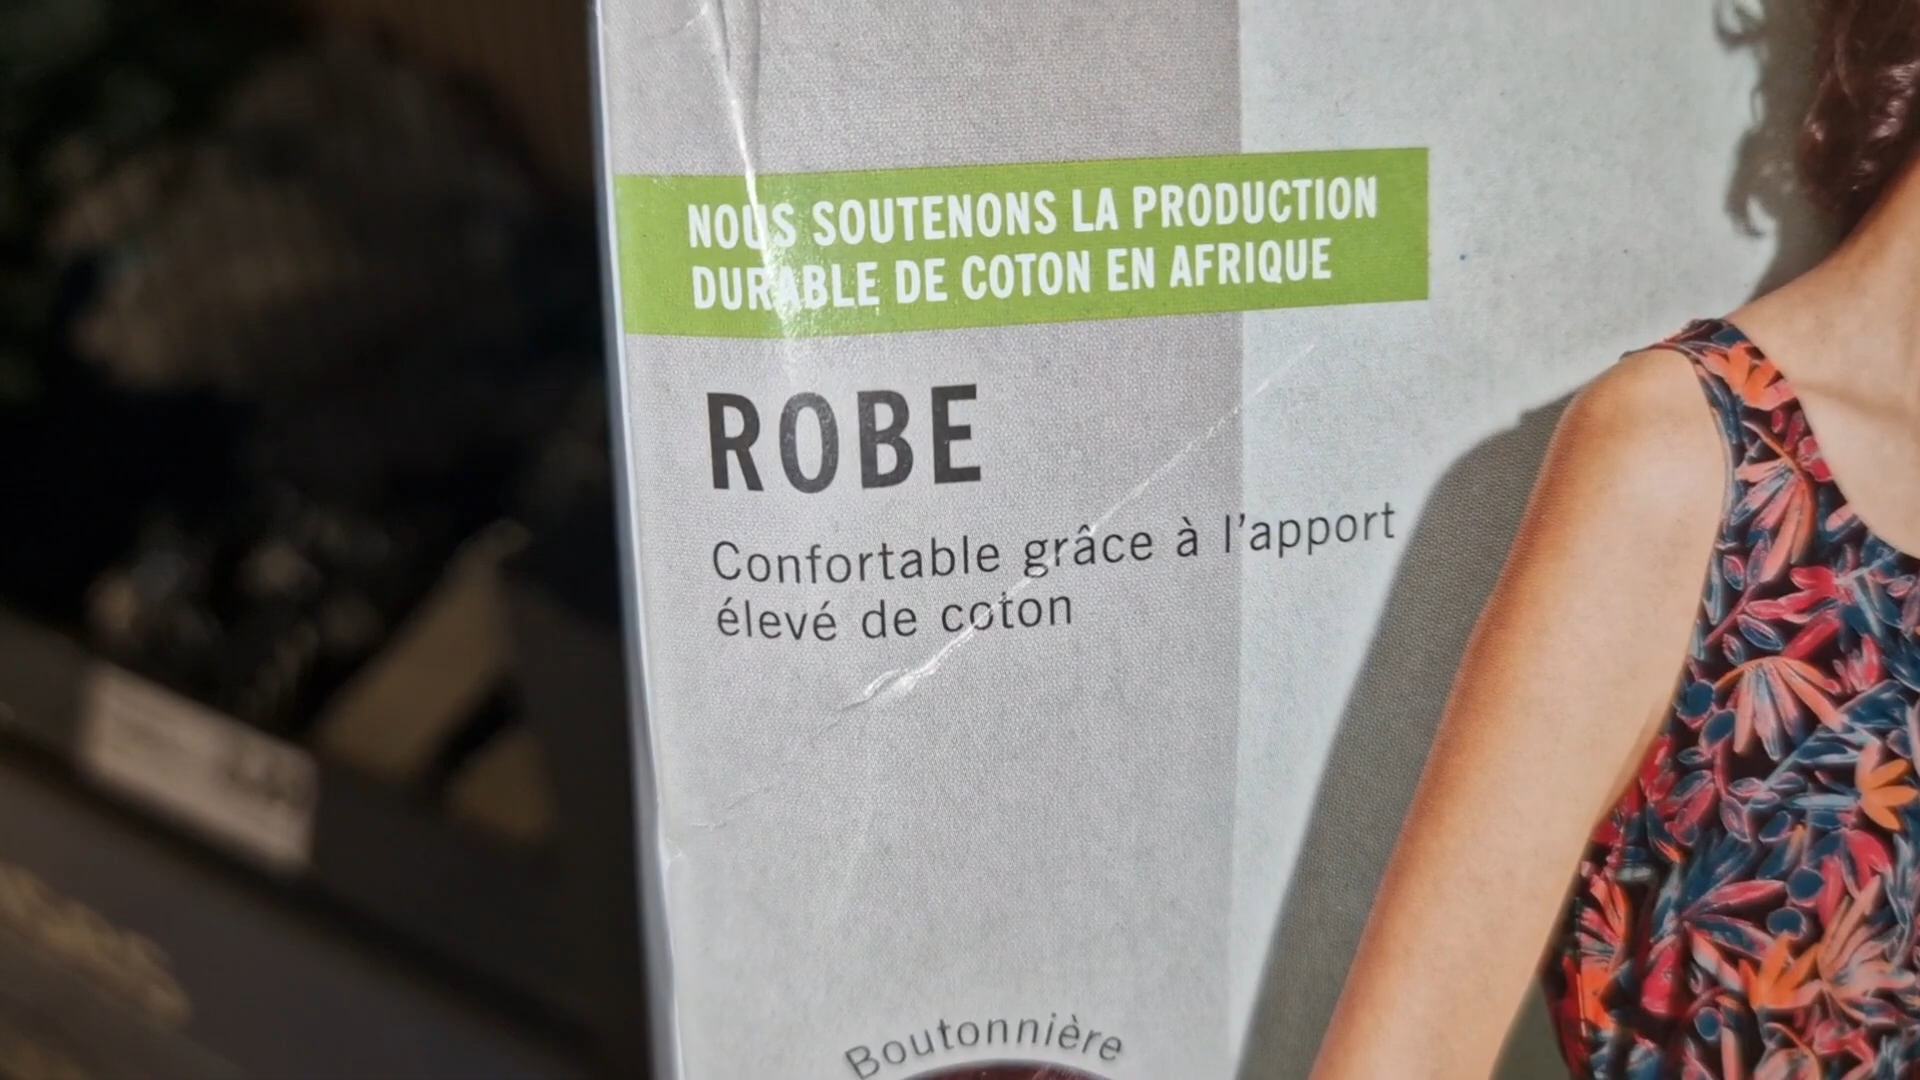 NOUS SOUTENONS LA PRODUCTION
DURABLE DE COTON EN AFRIQUE
ROBE
Confortable grâce à l'apport
élevé de coton
Boutonnière